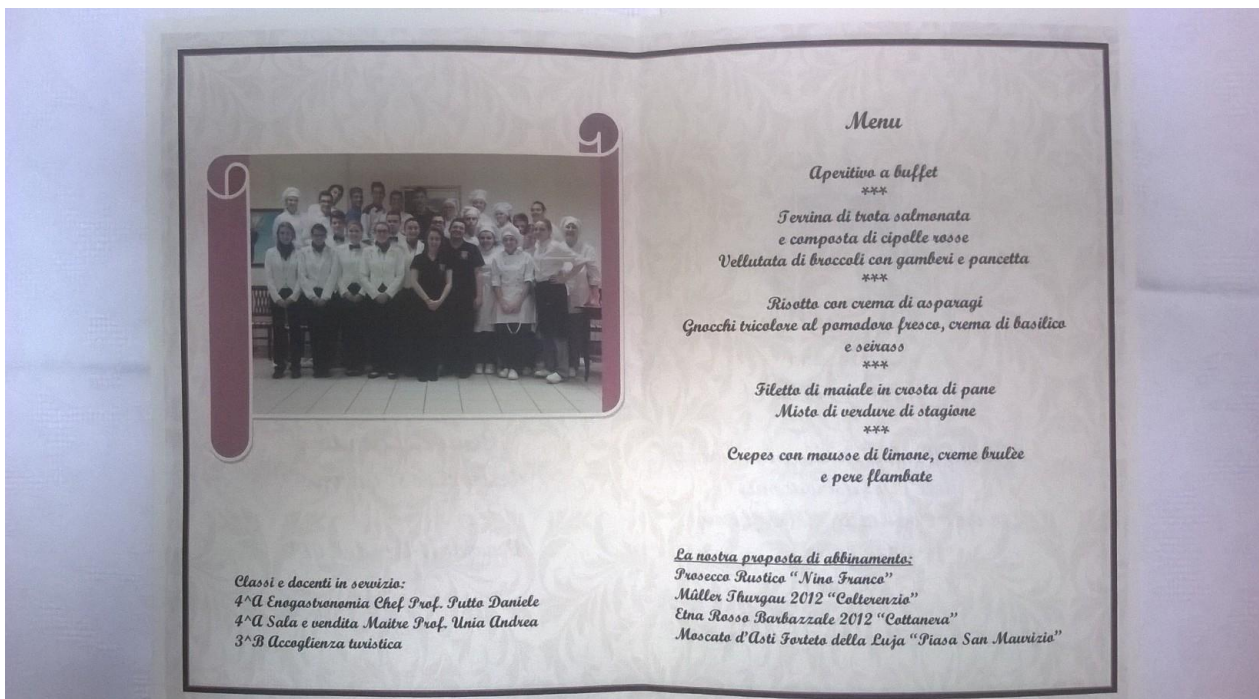 Menu
Aperitivo a buffet
***
Terrina di trota salmonata
e composta di cipolle rosse
Vellutata di broccoli con gamberi e pancetta
***
Risotto con crema di asparagi
Gnocchi tricolore al pomodoro fresco, crema di basilico
e seirass
***
Filetto di maiale in crosta di pane
Misto di verdure di stagione
***
Crepes con mousse di limone, creme brulèe
e pere flambate
Classi e docenti in servizio:
4^A Enogastronomia Chef Prof. Putto Daniele
4^A Sala e vendita Maitre Prof. Unia Andrea
3^B Accoglienza turistica
La nostra proposta di abbinamento:
Prosecco Rustico “Nino Franco”
Müller Thurgau 2012 “Colterenzio”
Etna Rosso Barbazzale 2012 “Cottanera”
Moscato d'Asti Forteto della Luja “Piasa San Maurizio”